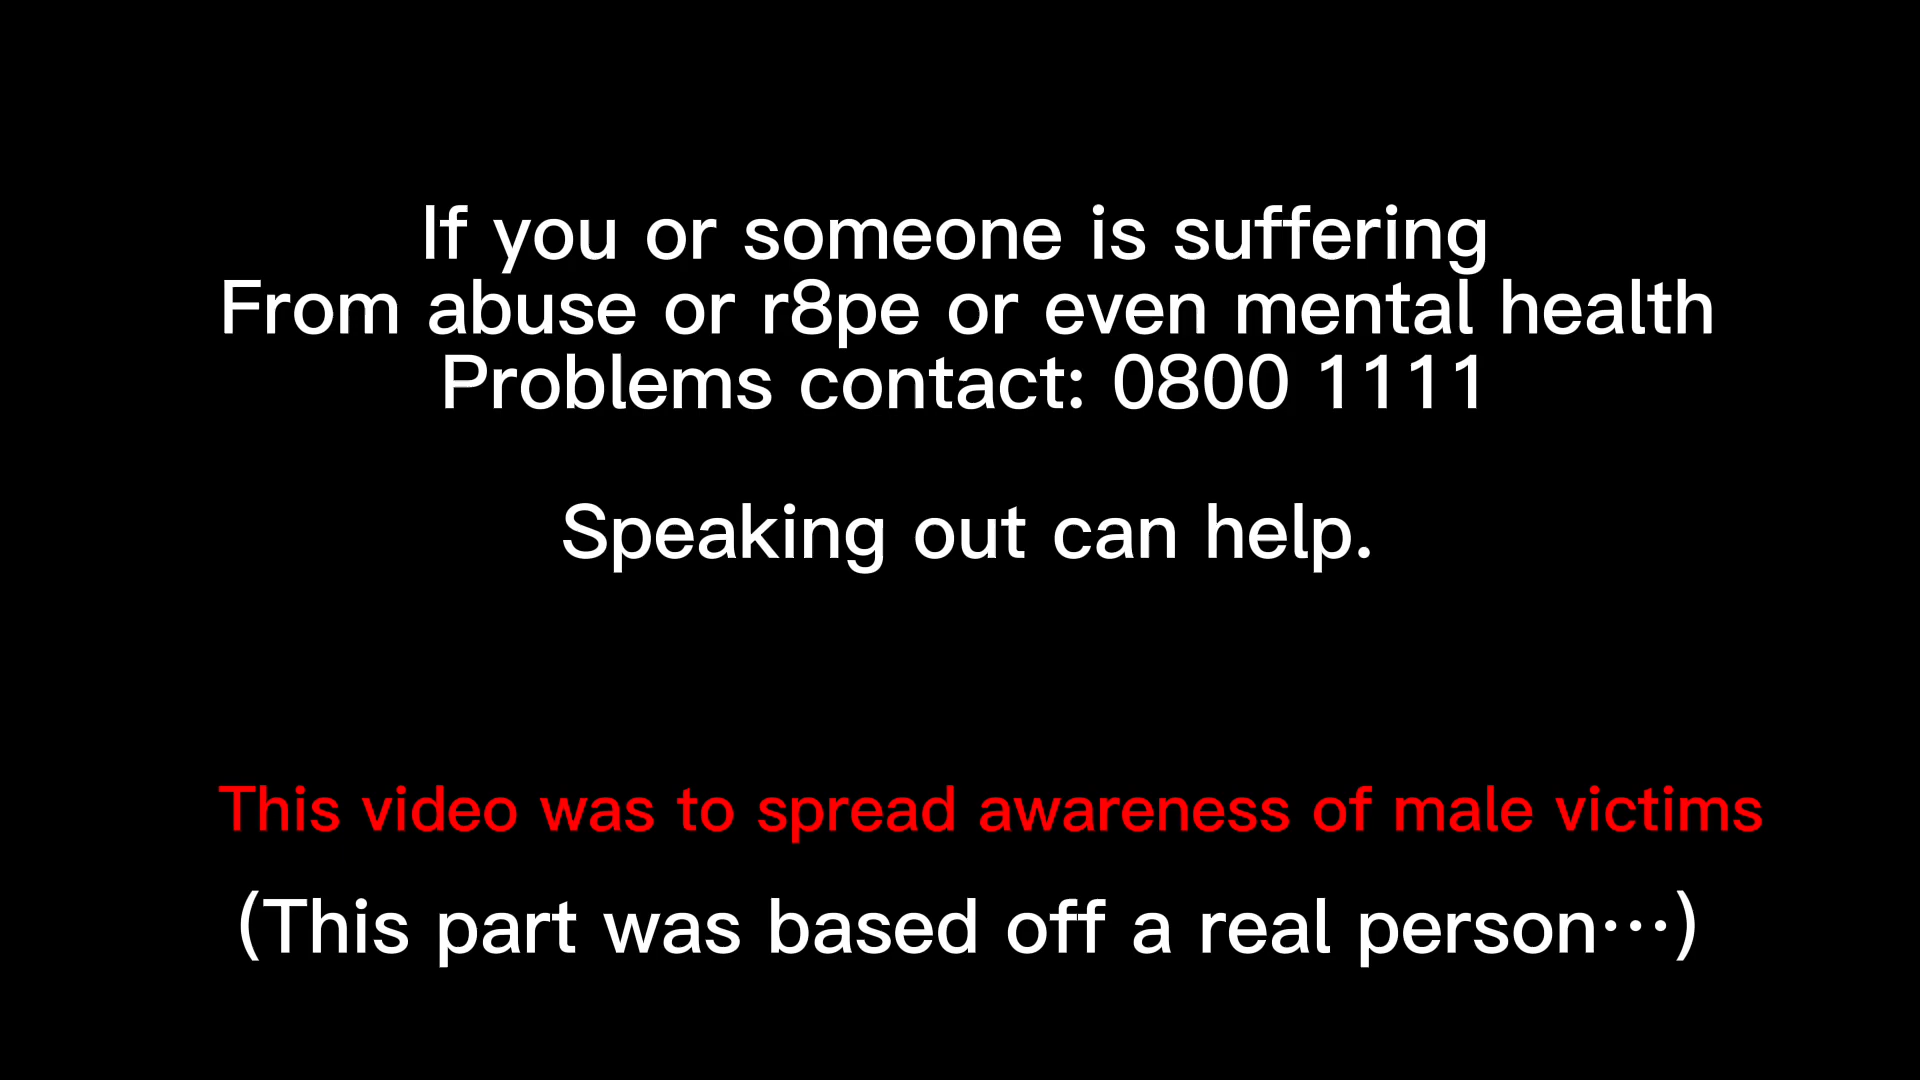 If you or someone is suffering
From abuse or r8pe or even mental health
Problems contact: 0800 1111
Speaking out can help.
This video was to spread awareness of male victims
(This part was based off a real person···)